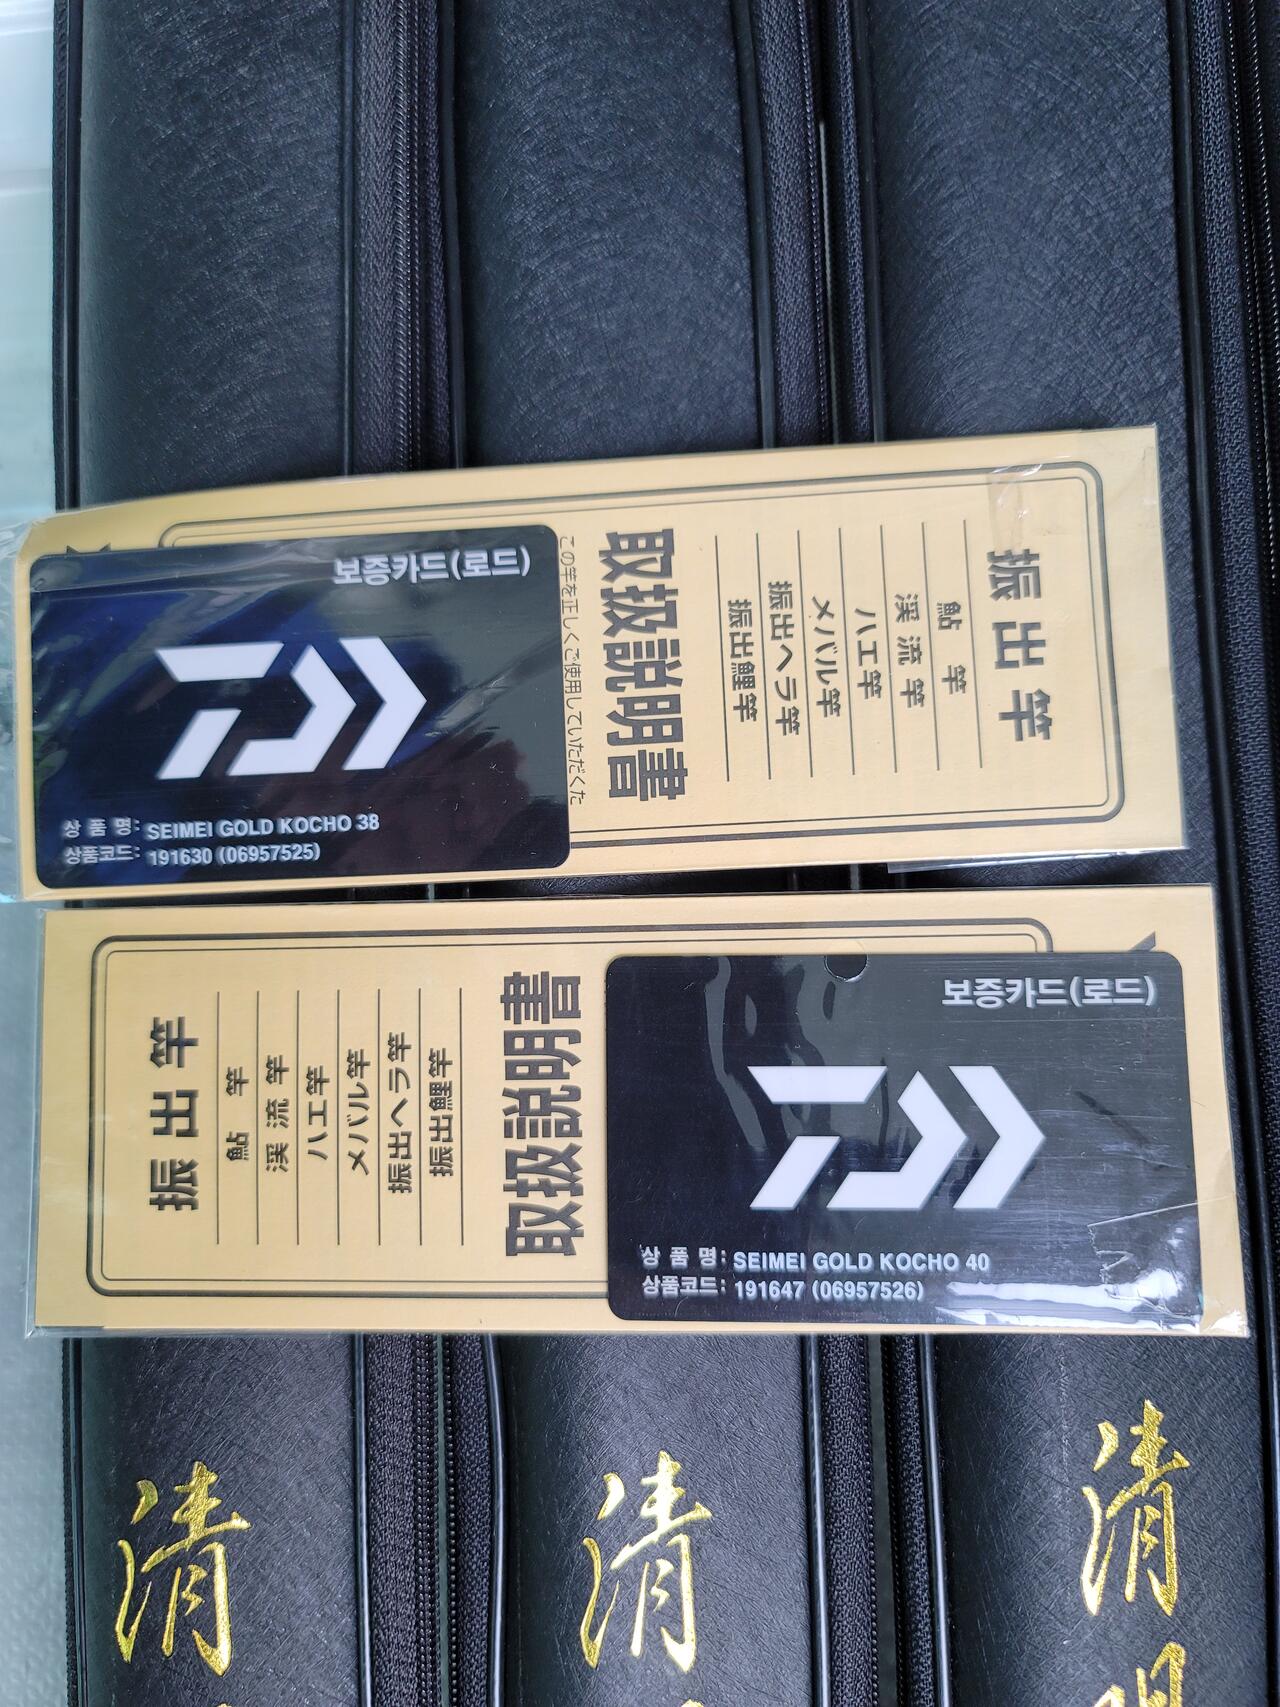 보증카드(로드)
상 품 명: SEIMEI GOLD KOCHO 38
상품코드: 191630 (06957525)
振出竿
鮎竿
渓流竿
ハエ竿
メバル竿
振出ヘラ竿
振出鯉竿
取扱説明書
この竿を正しくご使用していただくた
振出竿
鮎竿
渓流竿
ハエ竿
メバル竿
振出ヘラ竿
振出鯉竿
取扱説明書
보증카드(로드)
상 품 명: SEIMEI GOLD KOCHO 40
상품코드: 191647 (06957526)
清
清
清明